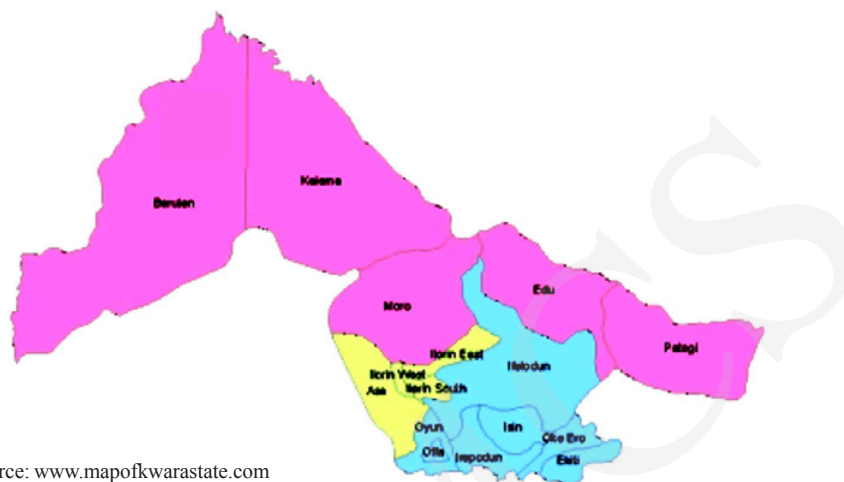 Kaiama
Baruten
Edu
Moro
Patagi
Ilorin East
Ifelodun
Ilorin West
Asa
Ilorin South
Oyun
Isin
Oke Ero
Offa
Irepodun
Ekiti
rce: www.mapofkwarastate.com